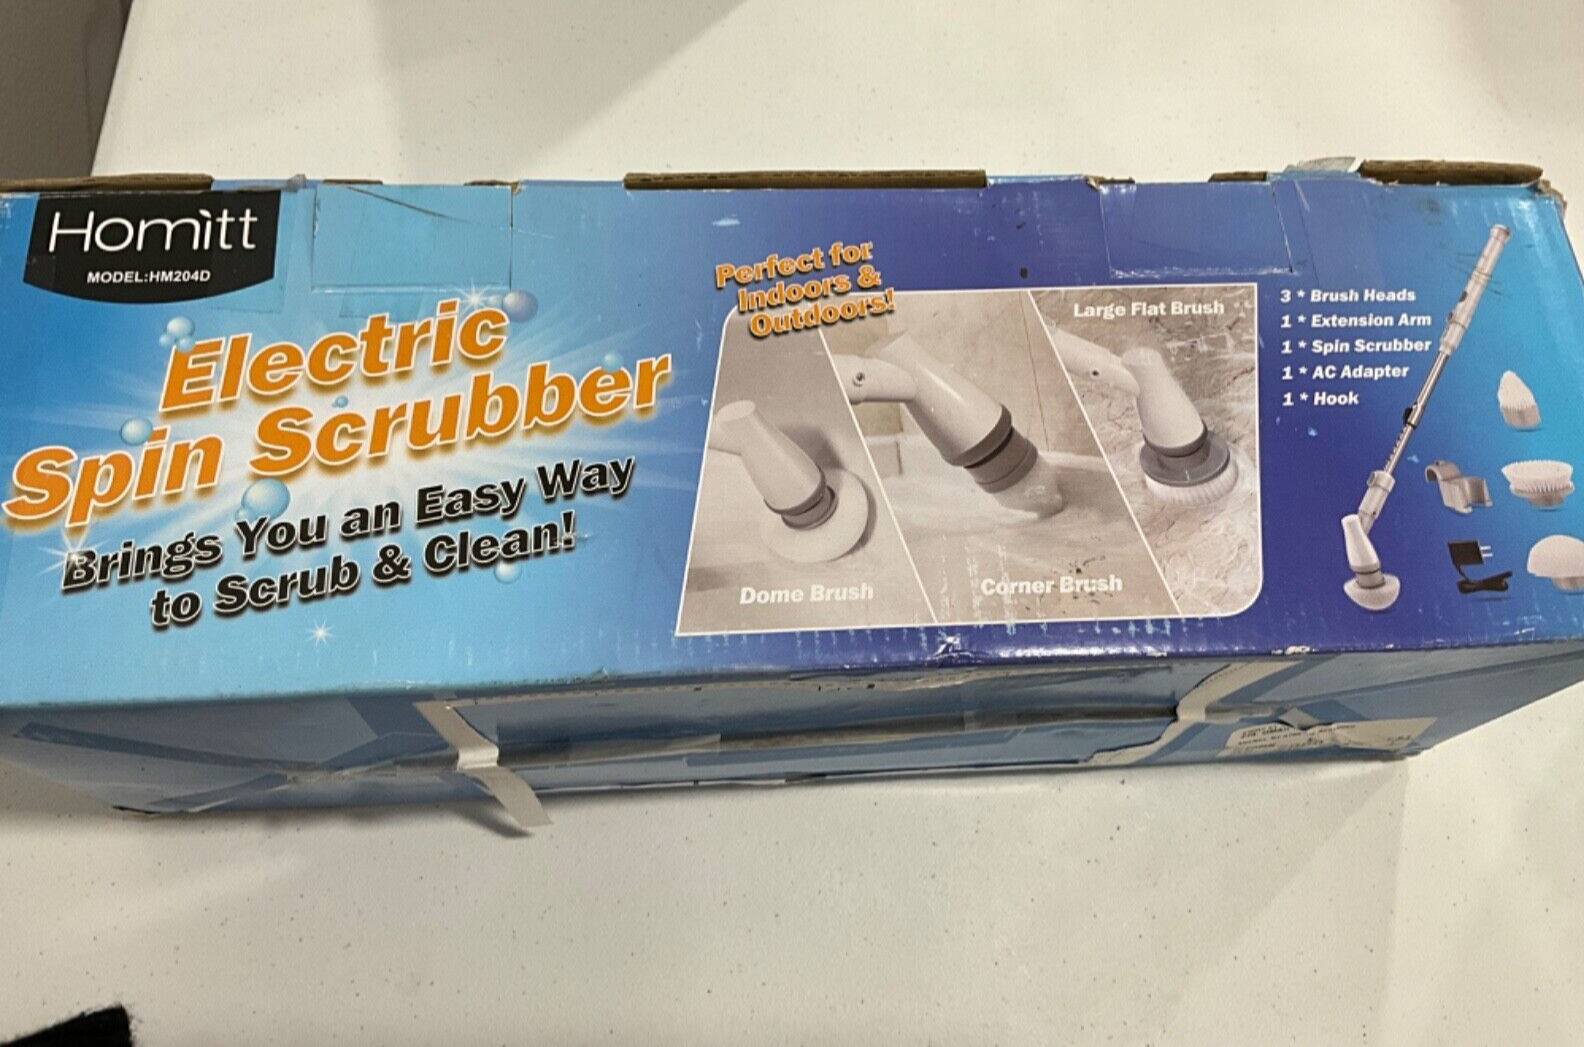 Homitt
MODEL:HM204D
Electric
Spin Scrubber
Brings You an Easy Way
to Scrub & Clean!
Perfect for
Indoors &
Outdoors!
Dome Brush
Corner Brush
Large Flat Brush
3 * Brush Heads
1 * Extension Arm
1 * Spin Scrubber
1 * AC Adapter
1 * Hook